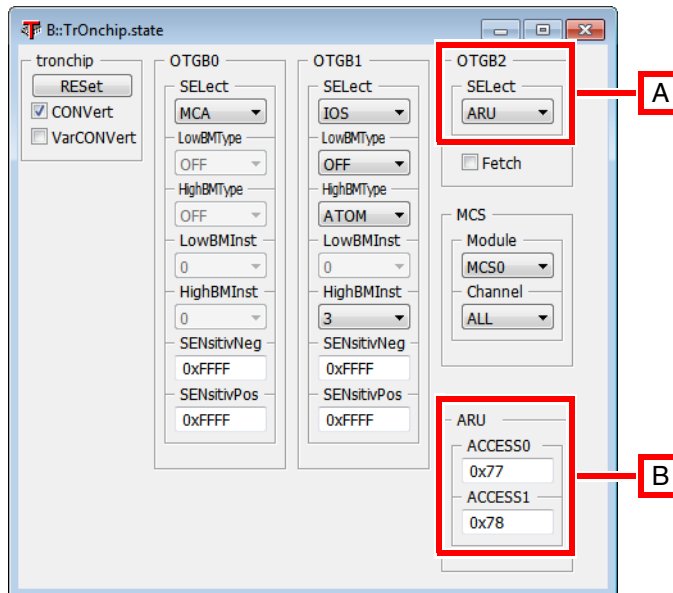 B::TrOnchip.state
tronchip
RESet
CONVert
VarCONVert
OTGB0
SELect
MCA
LowBMType
OFF
HighBMType
OFF
LowBMInst
0
HighBMInst
0
SENsitivNeg
0xFFFF
SENsitivPos
0xFFFF
OTGB1
SELect
IOS
LowBMType
OFF
HighBMType
ATOM
LowBMInst
0
HighBMInst
3
SENsitivNeg
0xFFFF
SENsitivPos
0xFFFF
OTGB2
SELect
ARU
A
Fetch
MCS
Module
MCS0
Channel
ALL
ARU
ACCESS0
0x77
ACCESS1
0x78
B